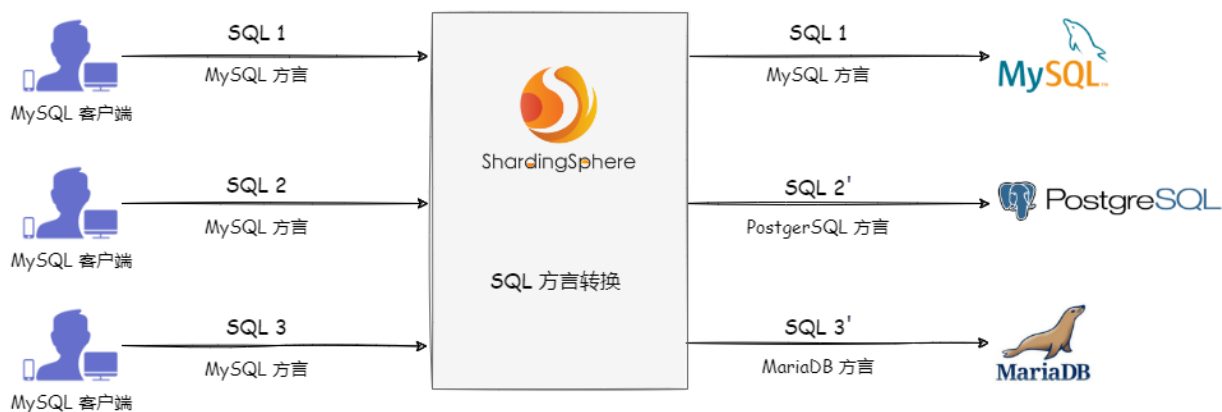 SQL 1
MySQL 方言
MySQL 客户端
SQL 2
MySQL 方言
MySQL 客户端
SQL 3
MySQL 方言
MySQL 客户端
ShardingSphere
SQL 方言转换
SQL 1
MySQL 方言
MySQL
SQL 2'
PostgerSQL 方言
PostgreSQL
SQL 3'
MariaDB 方言
MariaDB